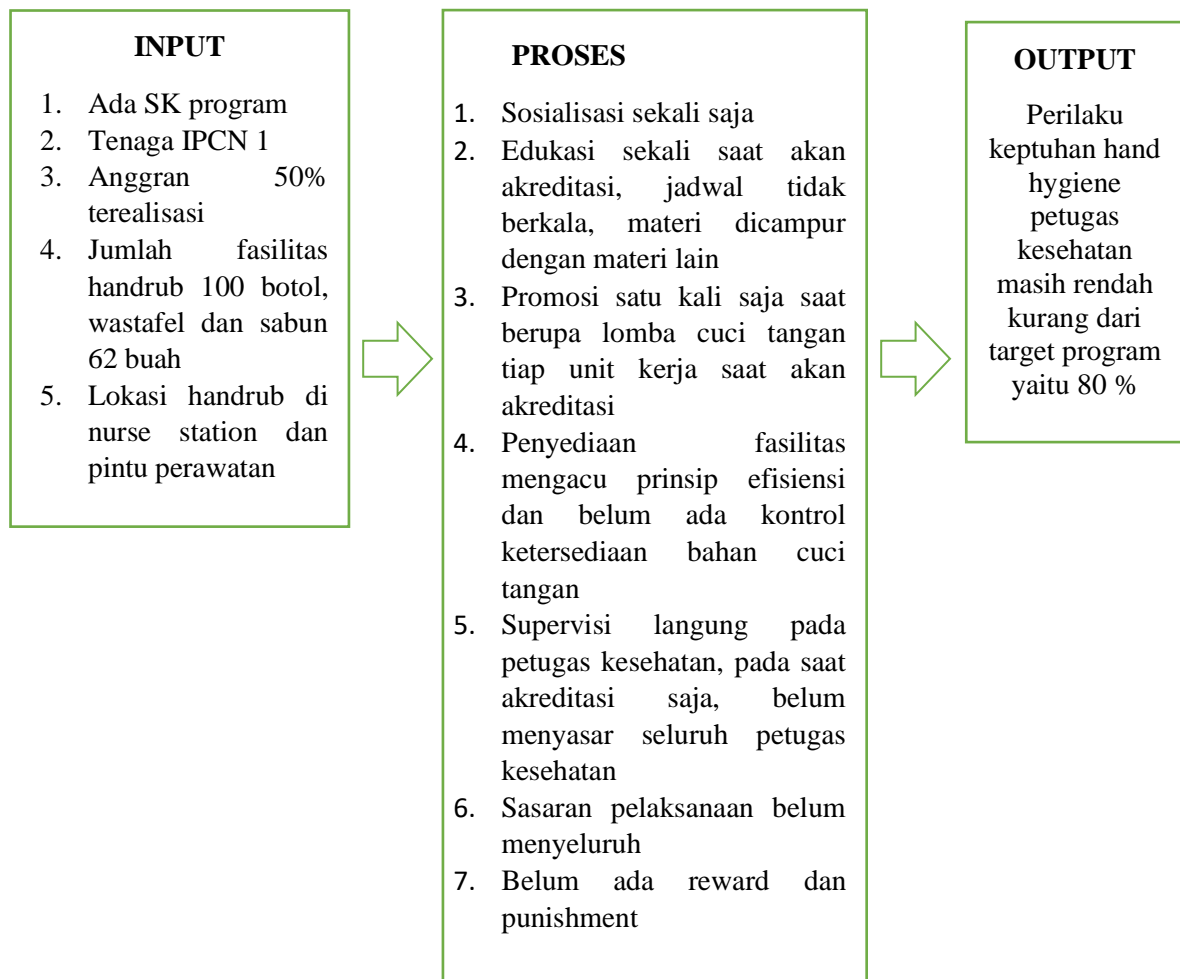 INPUT
1. Ada SK program
2. Tenaga IPCN 1
3. Anggran 50%
terealisasi
4. Jumlah fasilitas
handrub 100 botol,
wastafel dan sabun
62 buah
5. Lokasi handrub di
nurse station dan
pintu perawatan
PROSES
1. Sosialisasi sekali saja
2. Edukasi sekali saat akan
akreditasi, jadwal tidak
berkala, materi dicampur
dengan materi lain
3. Promosi satu kali saja saat
berupa lomba cuci tangan
tiap unit kerja saat akan
akreditasi
4. Penyediaan fasilitas
mengacu prinsip efisiensi
dan belum ada kontrol
ketersediaan bahan cuci
tangan
5. Supervisi langung pada
petugas kesehatan, pada saat
akreditasi saja, belum
menyasar seluruh petugas
kesehatan
6. Sasaran pelaksanaan belum
menyeluruh
7. Belum ada reward dan
punishment
OUTPUT
Perilaku
keptuhan hand
hygiene
petugas
kesehatan
masih rendah
kurang dari
target program
yaitu 80 %